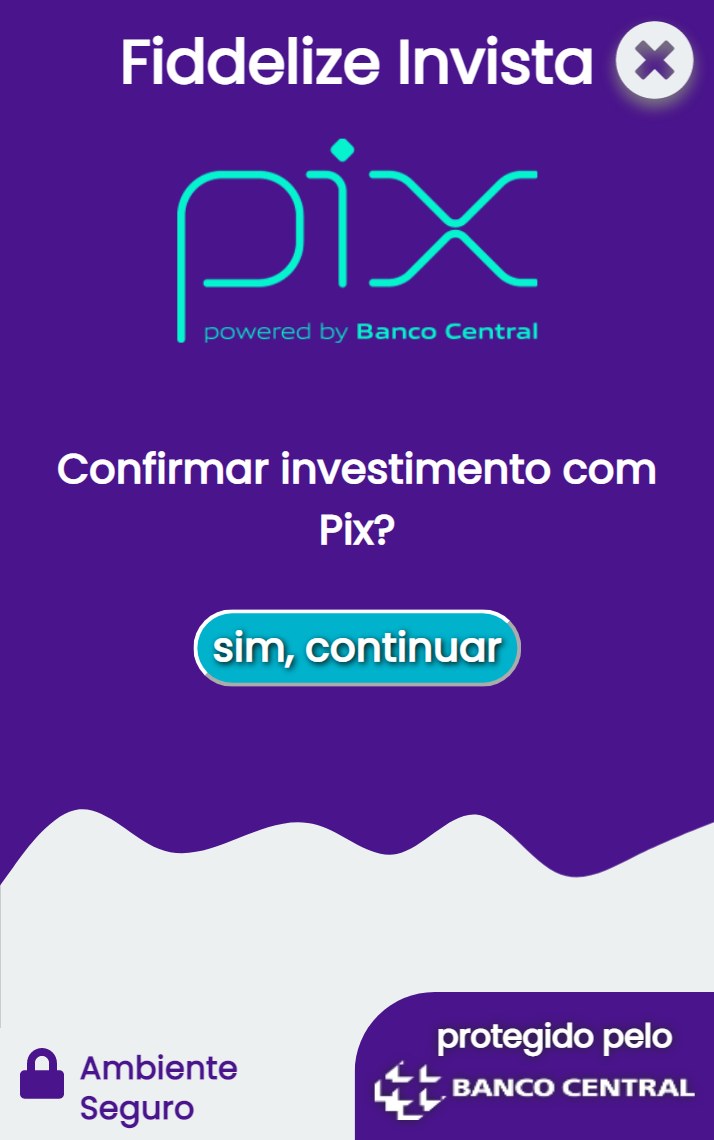 Fiddelize Invista
pix
powered by Banco Central
Confirmar investimento com
Pix?
sim, continuar
protegido pelo
BANCO CENTRAL
Ambiente
Seguro